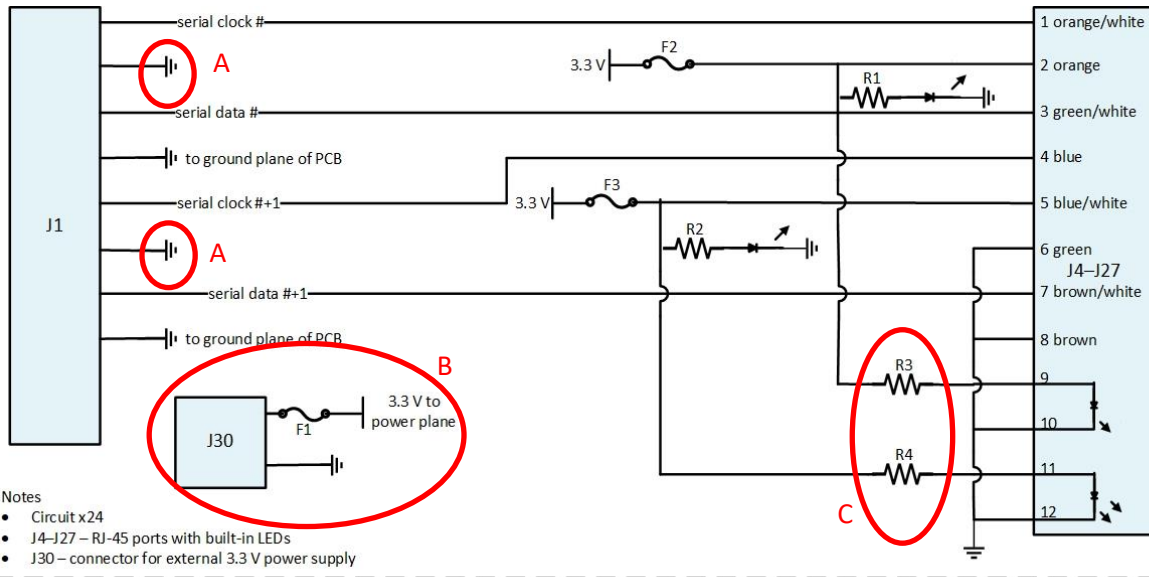 serial clock #
1 orange/white
A
F2
3.3 V
2 orange
R1
serial data #
3 green/white
to ground plane of PCB
4 blue
F3
serial clock #+1
3.3 V
5 blue/white
J1
R2
A
6 green
J4–J27
serial data #+1
7 brown/white
to ground plane of PCB
8 brown
B
R3
9
3.3 V to
power plane
F1
J30
10
R4
11
C
12
Notes
• Circuit x24
• J4–J27 – RJ-45 ports with built-in LEDs
• J30 – connector for external 3.3 V power supply